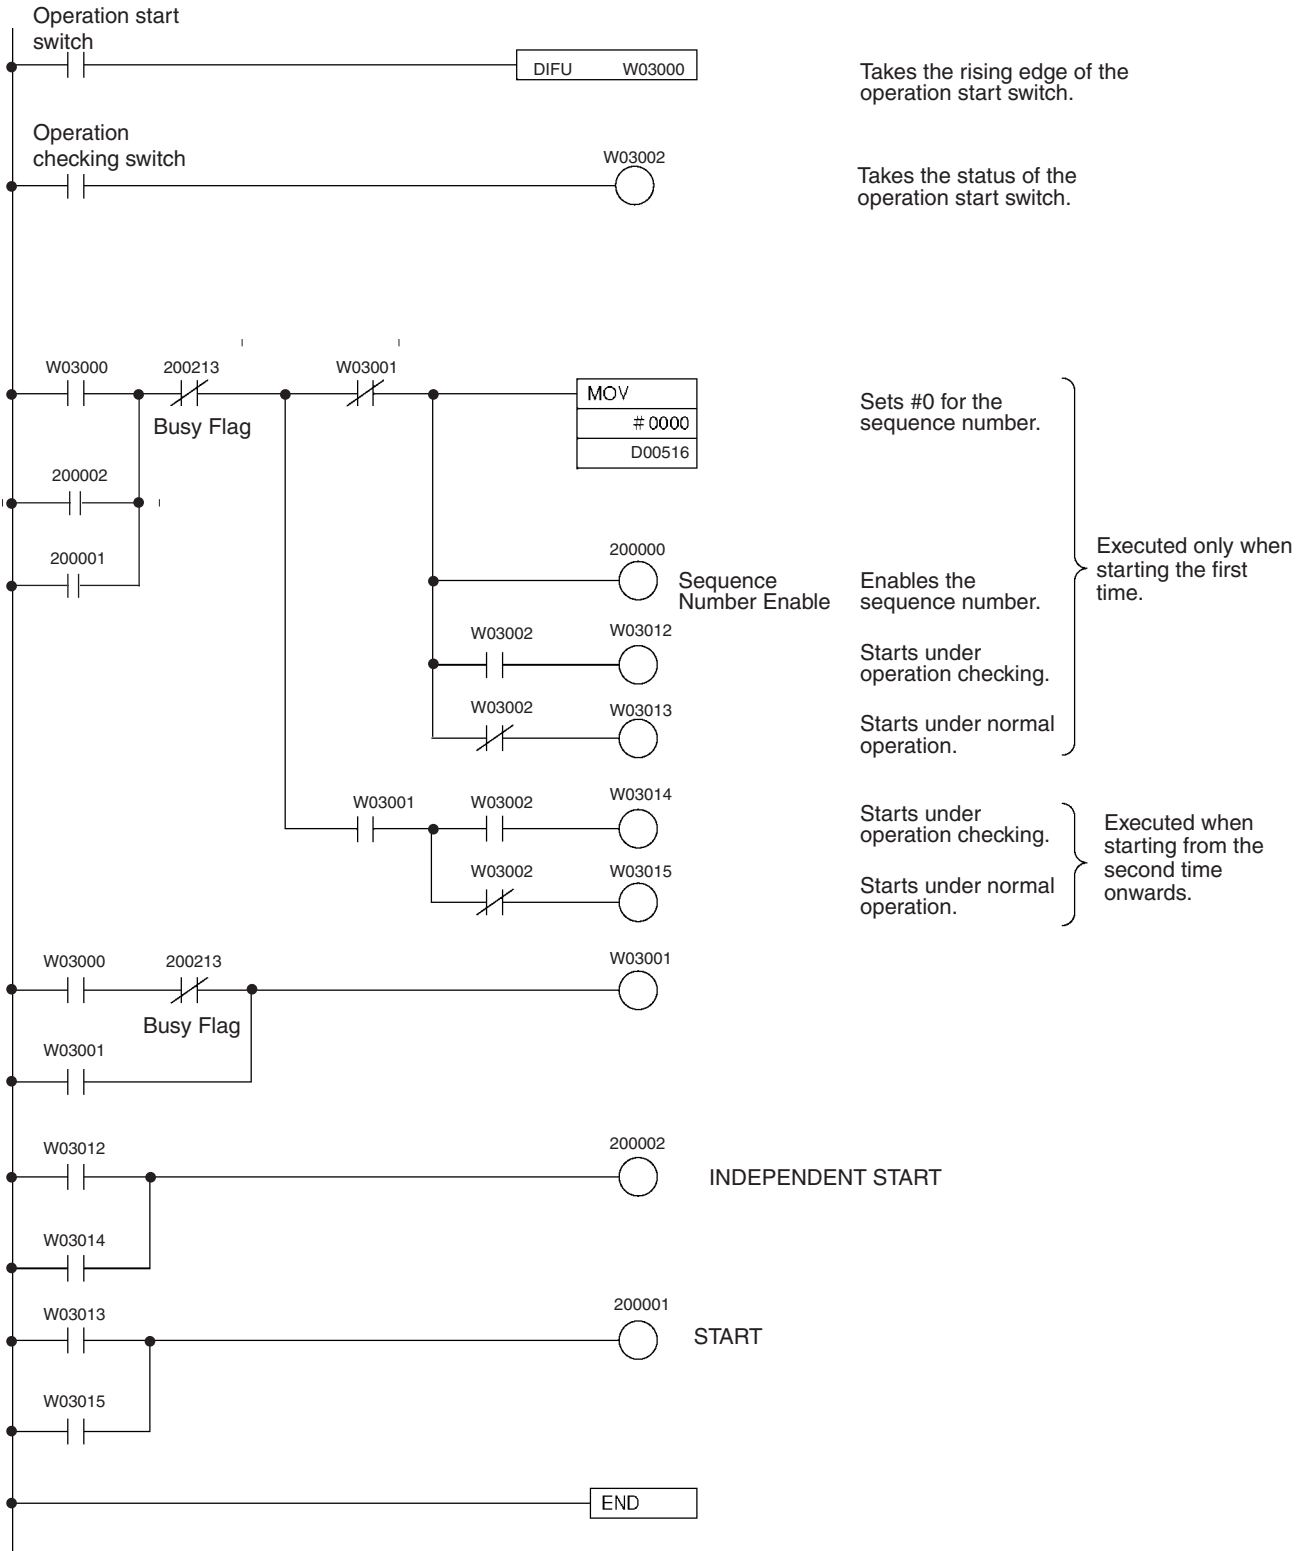 Operation start
switch
DIFU W03000
Takes the rising edge of the
operation start switch.
Operation
checking switch
W03002
Takes the status of the
operation start switch.
W03000
200213
W03001
Busy Flag
MOV
# 0000
D00516
Sets #0 for the
sequence number.
200002
200001
200000
Sequence
Number Enable
Enables the
sequence number.
Executed only when
starting the first
time.
W03002
W03012
Starts under
operation checking.
W03002
W03013
Starts under normal
operation.
W03001
W03002
W03014
Starts under
operation checking.
W03002
W03015
Starts under normal
operation.
Executed when
starting from the
second time
onwards.
W03000
200213
W03001
Busy Flag
W03001
W03012
200002
INDEPENDENT START
W03014
W03013
200001
START
W03015
END